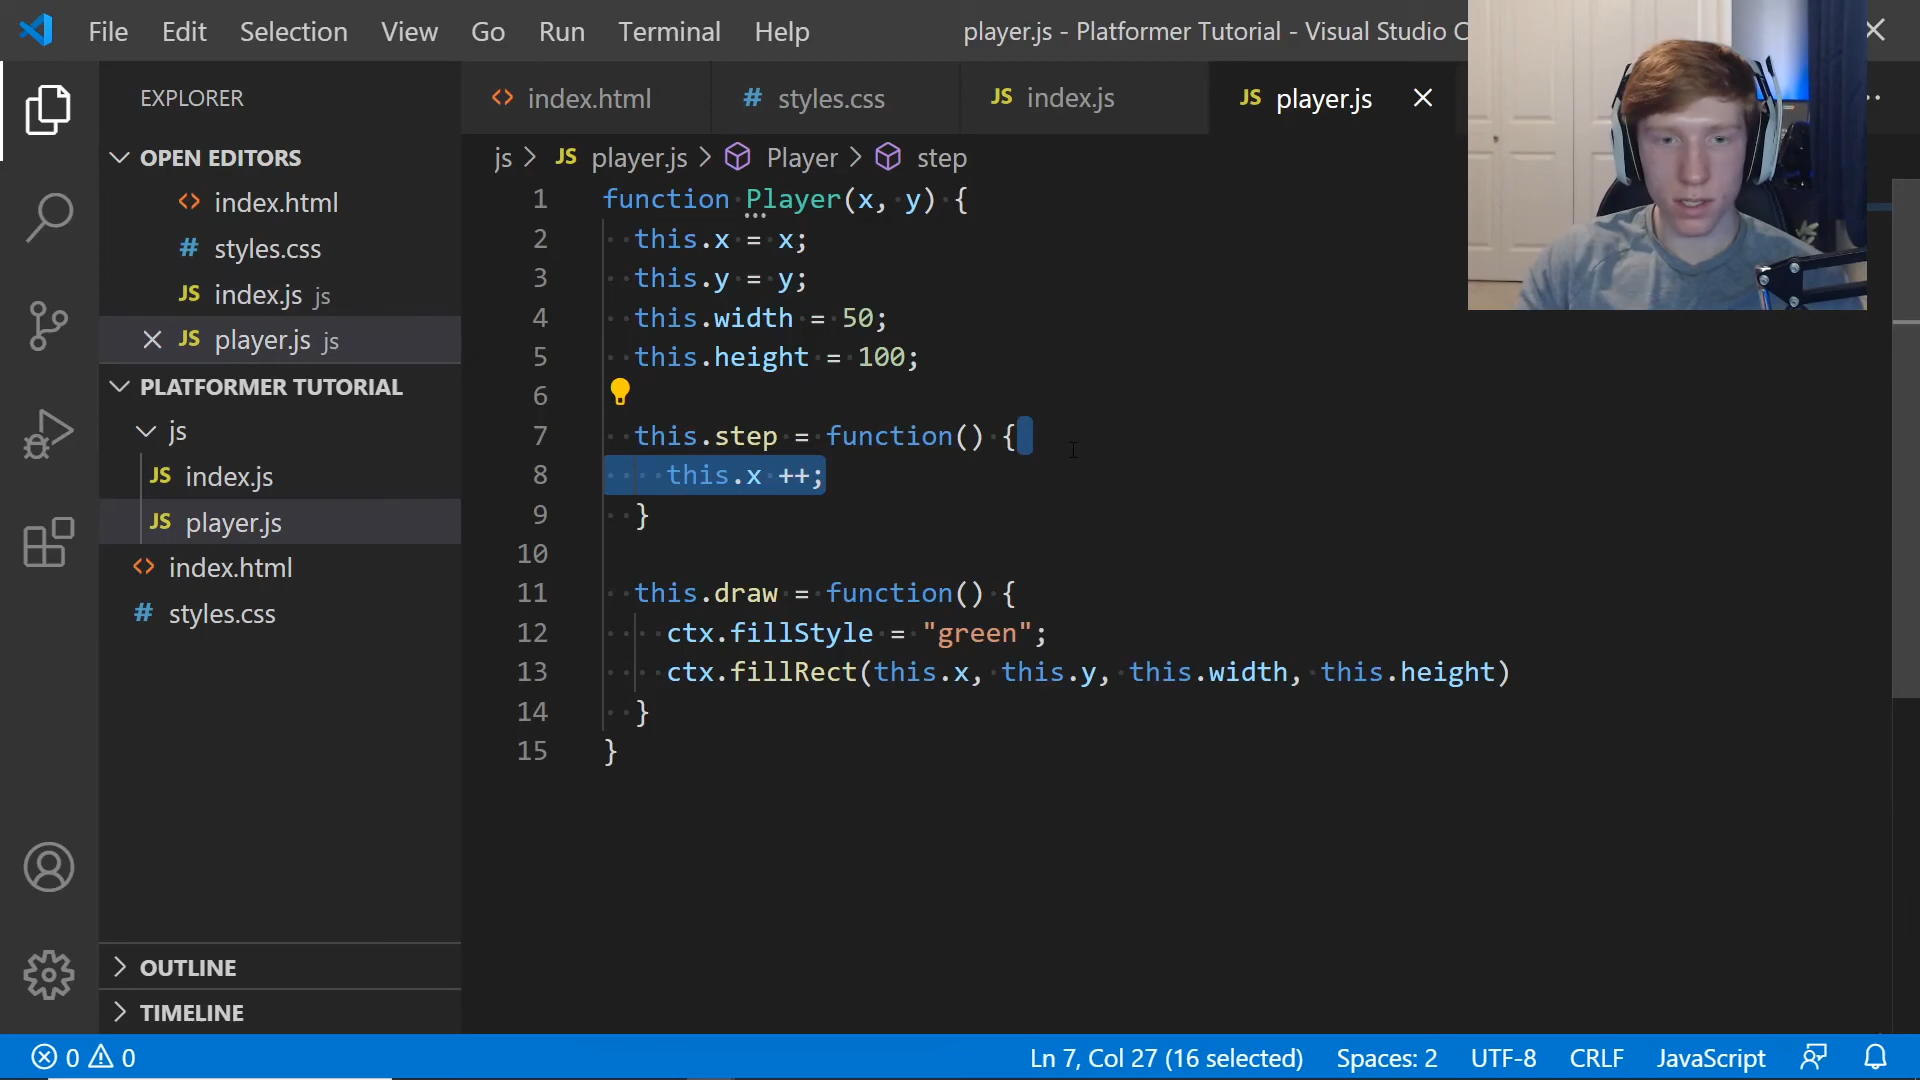 File Edit Selection View Go Run Terminal Help
player.js - Platformer Tutorial - Visual Studio C
EXPLORER
OPEN EDITORS
<> index.html
# styles.css
JS index.js js
JS player.js js
PLATFORMER TUTORIAL
js
JS index.js
JS player.js
<> index.html
# styles.css
OUTLINE
TIMELINE
<> index.html
# styles.css
JS index.js
JS player.js
js > JS player.js > Player > step
1 function Player(x, y) {
2 this.x = x;
3 this.y = y;
4 this.width = 50;
5 this.height = 100;
6
7 this.step = function() {
8 this.x ++;
9 }
10
11 this.draw = function() {
12 ctx.fillStyle = "green";
13 ctx.fillRect(this.x, this.y, this.width, this.height)
14 }
15 }
0 0
Ln 7, Col 27 (16 selected) Spaces: 2 UTF-8 CRLF JavaScript